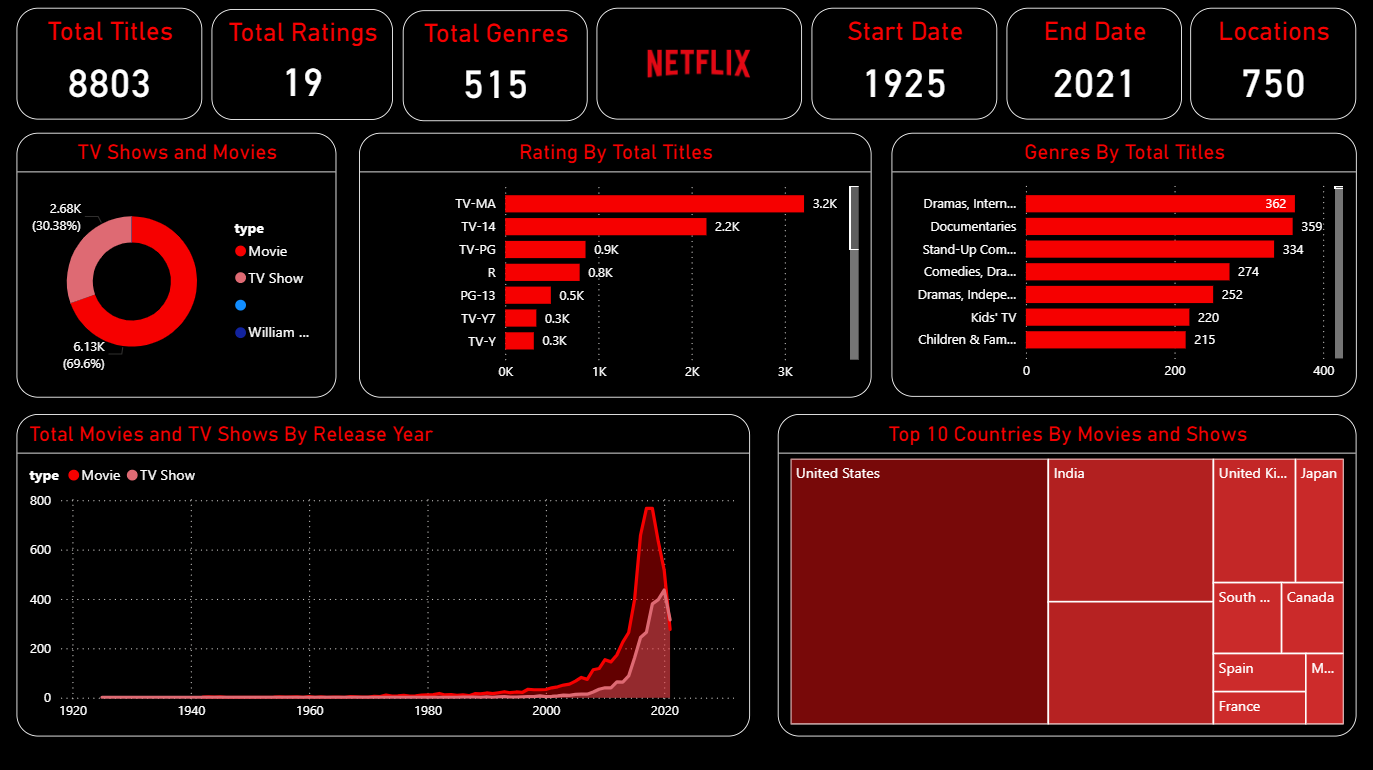 Total Titles
8803
Total Ratings
19
Total Genres
515
NETFLIX
Start Date
1925
End Date
2021
Locations
750
TV Shows and Movies
2.68K
(30.38%)
6.13K
(69.6%)
type
Movie
TV Show
William ...
Rating By Total Titles
TV-MA 3.2K
TV-14 2.2K
TV-PG 0.9K
R 0.8K
PG-13 0.5K
TV-Y7 0.3K
TV-Y 0.3K
0K 1K 2K 3K
Genres By Total Titles
Dramas, Intern... 362
Documentaries 359
Stand-Up Com... 334
Comedies, Dra... 274
Dramas, Indepe... 252
Kids' TV 220
Children & Fam... 215
0 200 400
Total Movies and TV Shows By Release Year
type Movie TV Show
800
600
400
200
0
1920 1940 1960 1980 2000 2020
Top 10 Countries By Movies and Shows
United States
India
United Ki...
Japan
South ...
Canada
Spain
M...
France